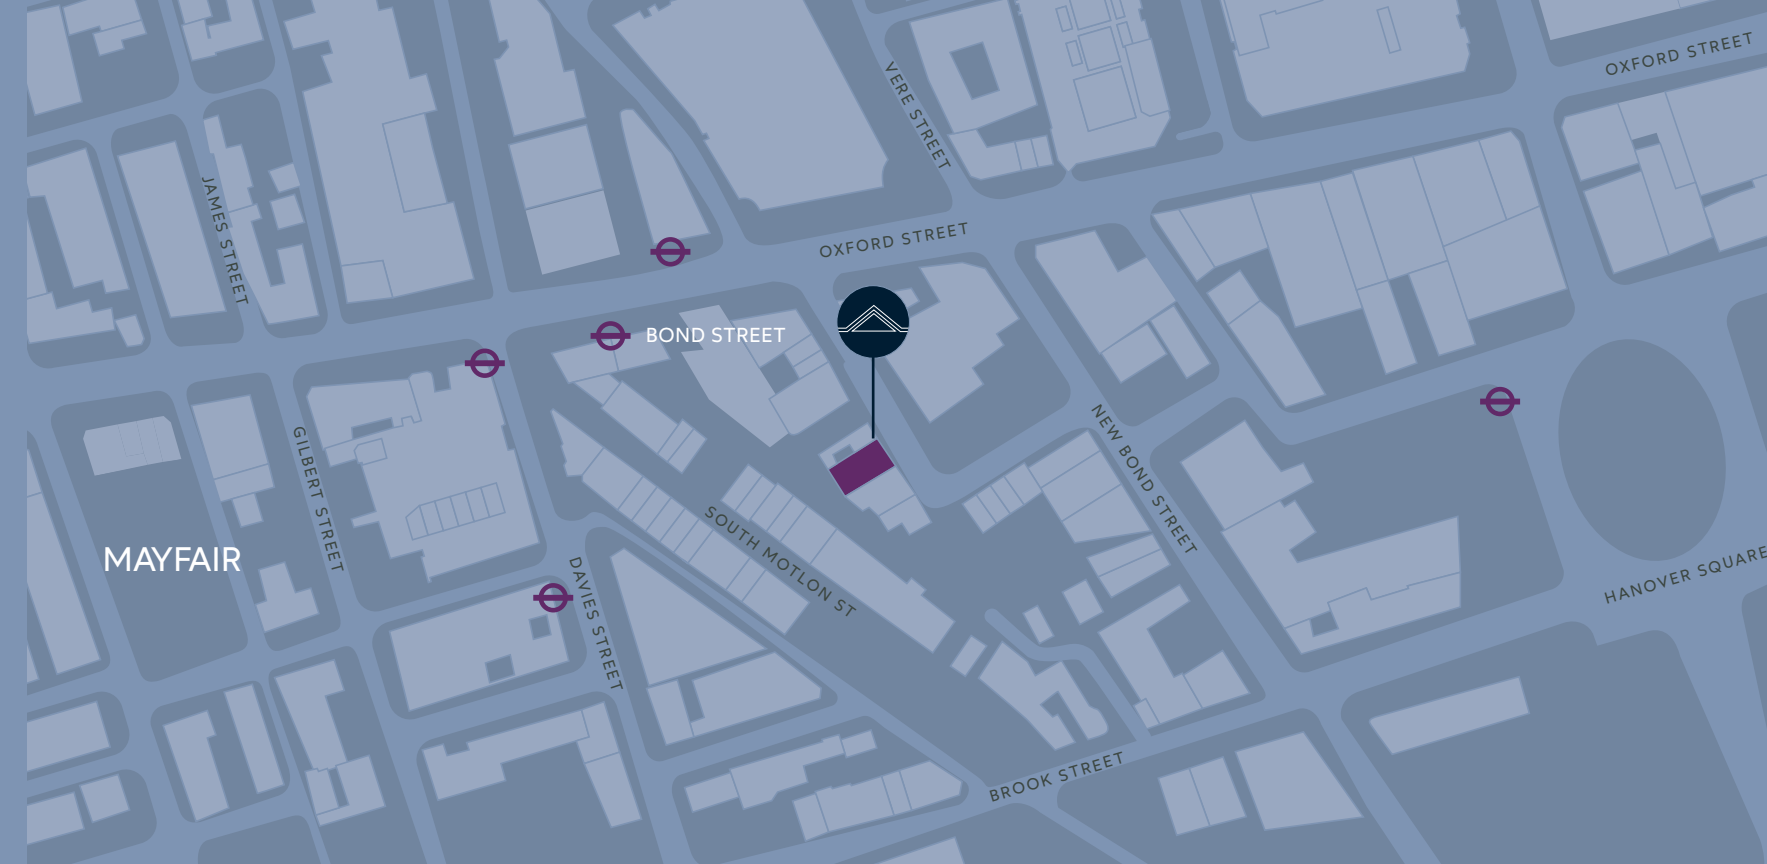 OXFORD STREET
VERE STREET
JAMES STREET
OXFORD STREET
BOND STREET
GILBERT STREET
NEW BOND STREET
SOUTH MOTLON ST
MAYFAIR
DAVIES STREET
HANOVER SQUARE
BROOK STREET